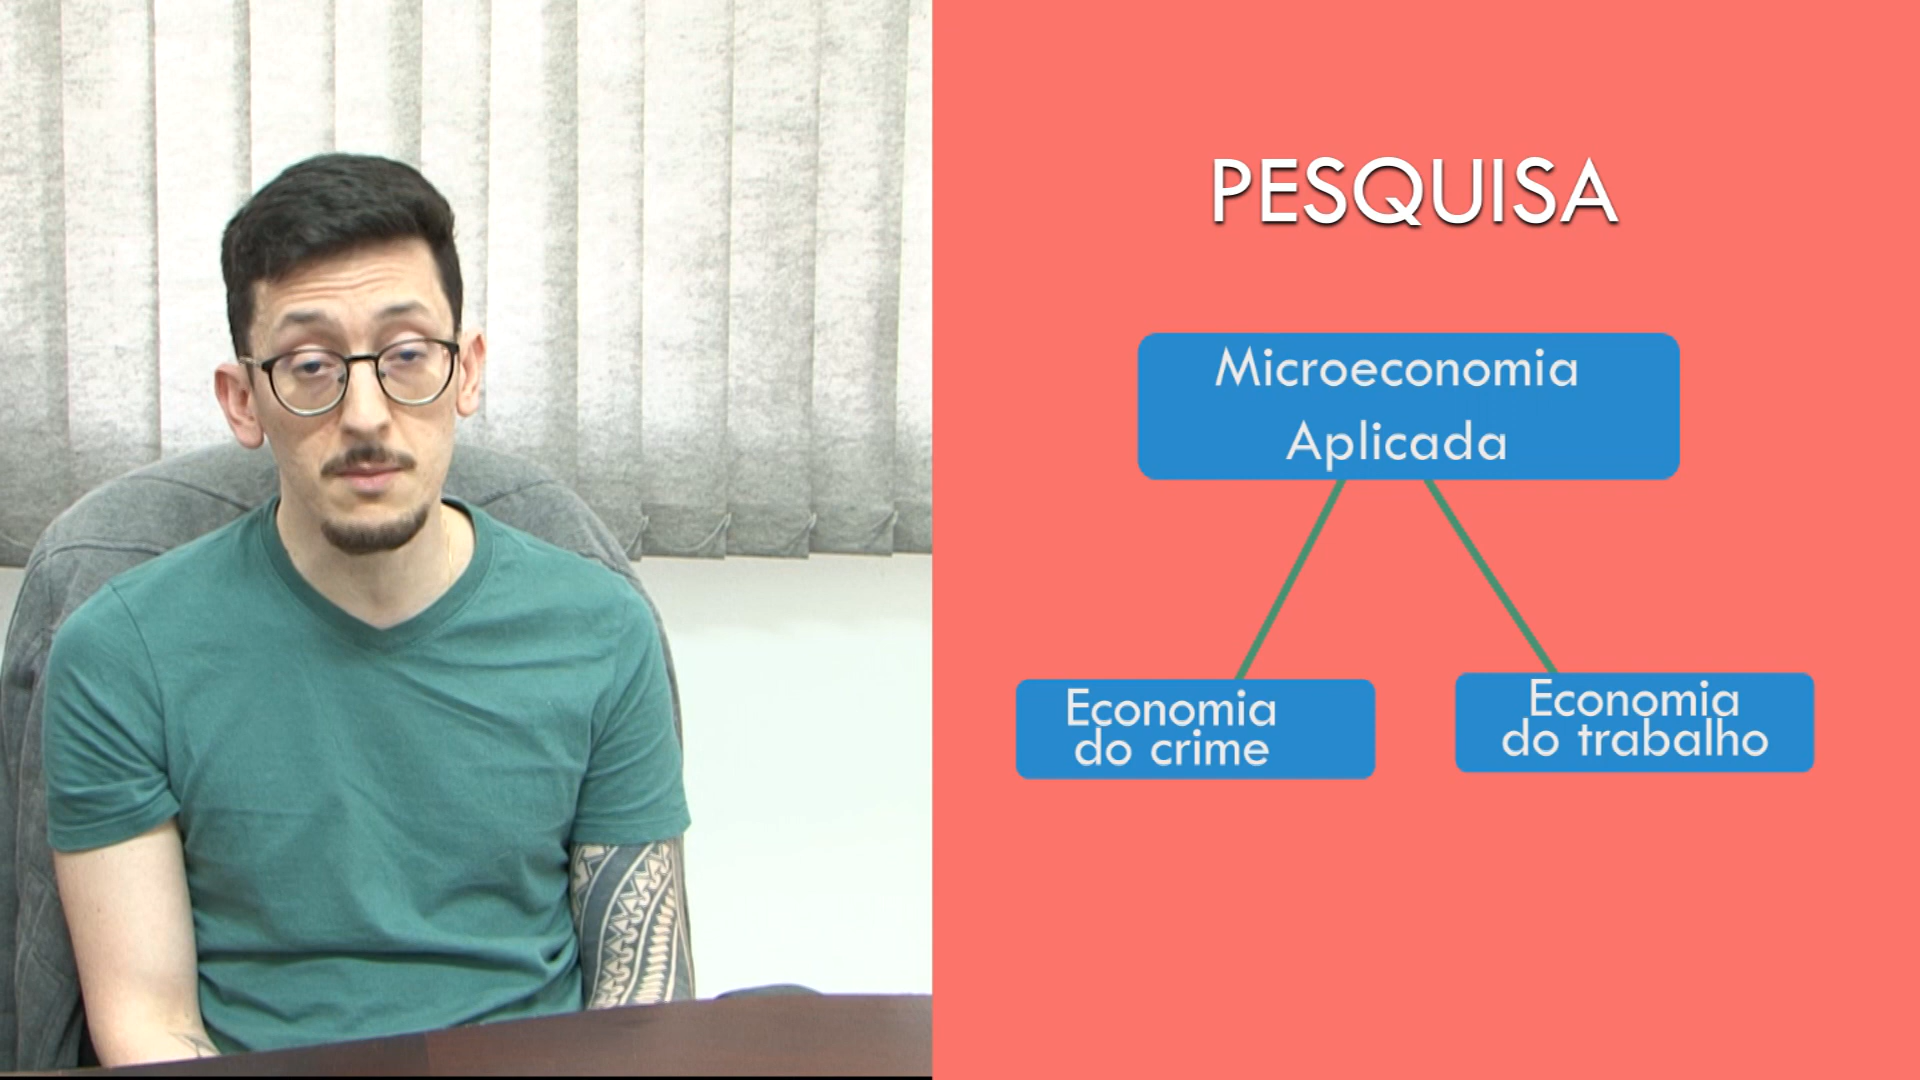 PESQUISA
Microeconomia
Aplicada
Economia
do crime
Economia
do trabalho